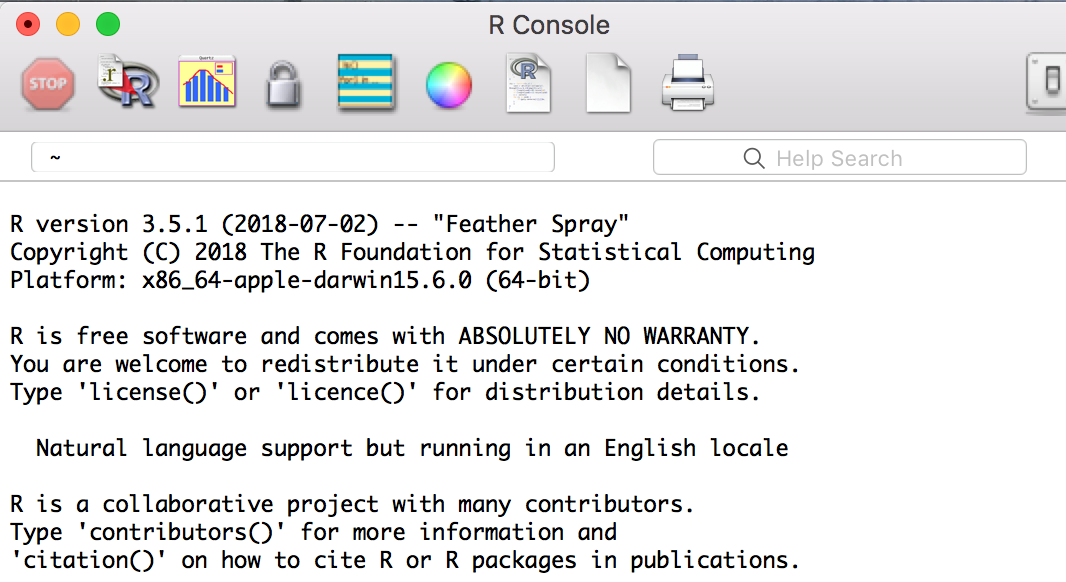 R Console
STOP
~
Help Search
R version 3.5.1 (2018-07-02) -- "Feather Spray"
Copyright (C) 2018 The R Foundation for Statistical Computing
Platform: x86_64-apple-darwin15.6.0 (64-bit)
R is free software and comes with ABSOLUTELY NO WARRANTY.
You are welcome to redistribute it under certain conditions.
Type 'license()' or 'licence()' for distribution details.
Natural language support but running in an English locale
R is a collaborative project with many contributors.
Type 'contributors()' for more information and
'citation()' on how to cite R or R packages in publications.